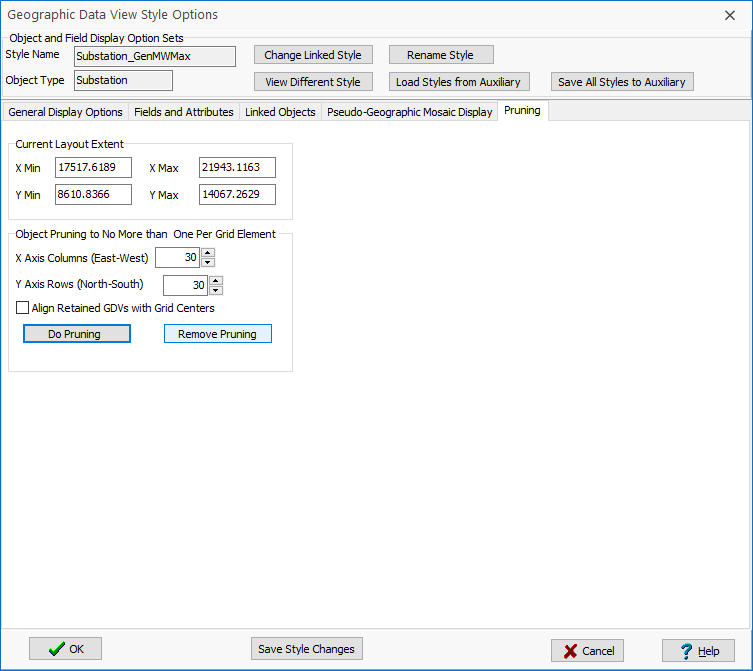 Geographic Data View Style Options
Object and Field Display Option Sets
Style Name Substation_GenMWMax Change Linked Style Rename Style
Object Type Substation View Different Style Load Styles from Auxiliary Save All Styles to Auxiliary
General Display Options Fields and Attributes Linked Objects Pseudo-Geographic Mosaic Display Pruning
Current Layout Extent
X Min 17517.6189 X Max 21943.1163
Y Min 8610.8366 Y Max 14067.2629
Object Pruning to No More than One Per Grid Element
X Axis Columns (East-West) 30
Y Axis Rows (North-South) 30
Align Retained GDVs with Grid Centers
Do Pruning Remove Pruning
OK Save Style Changes Cancel ? Help